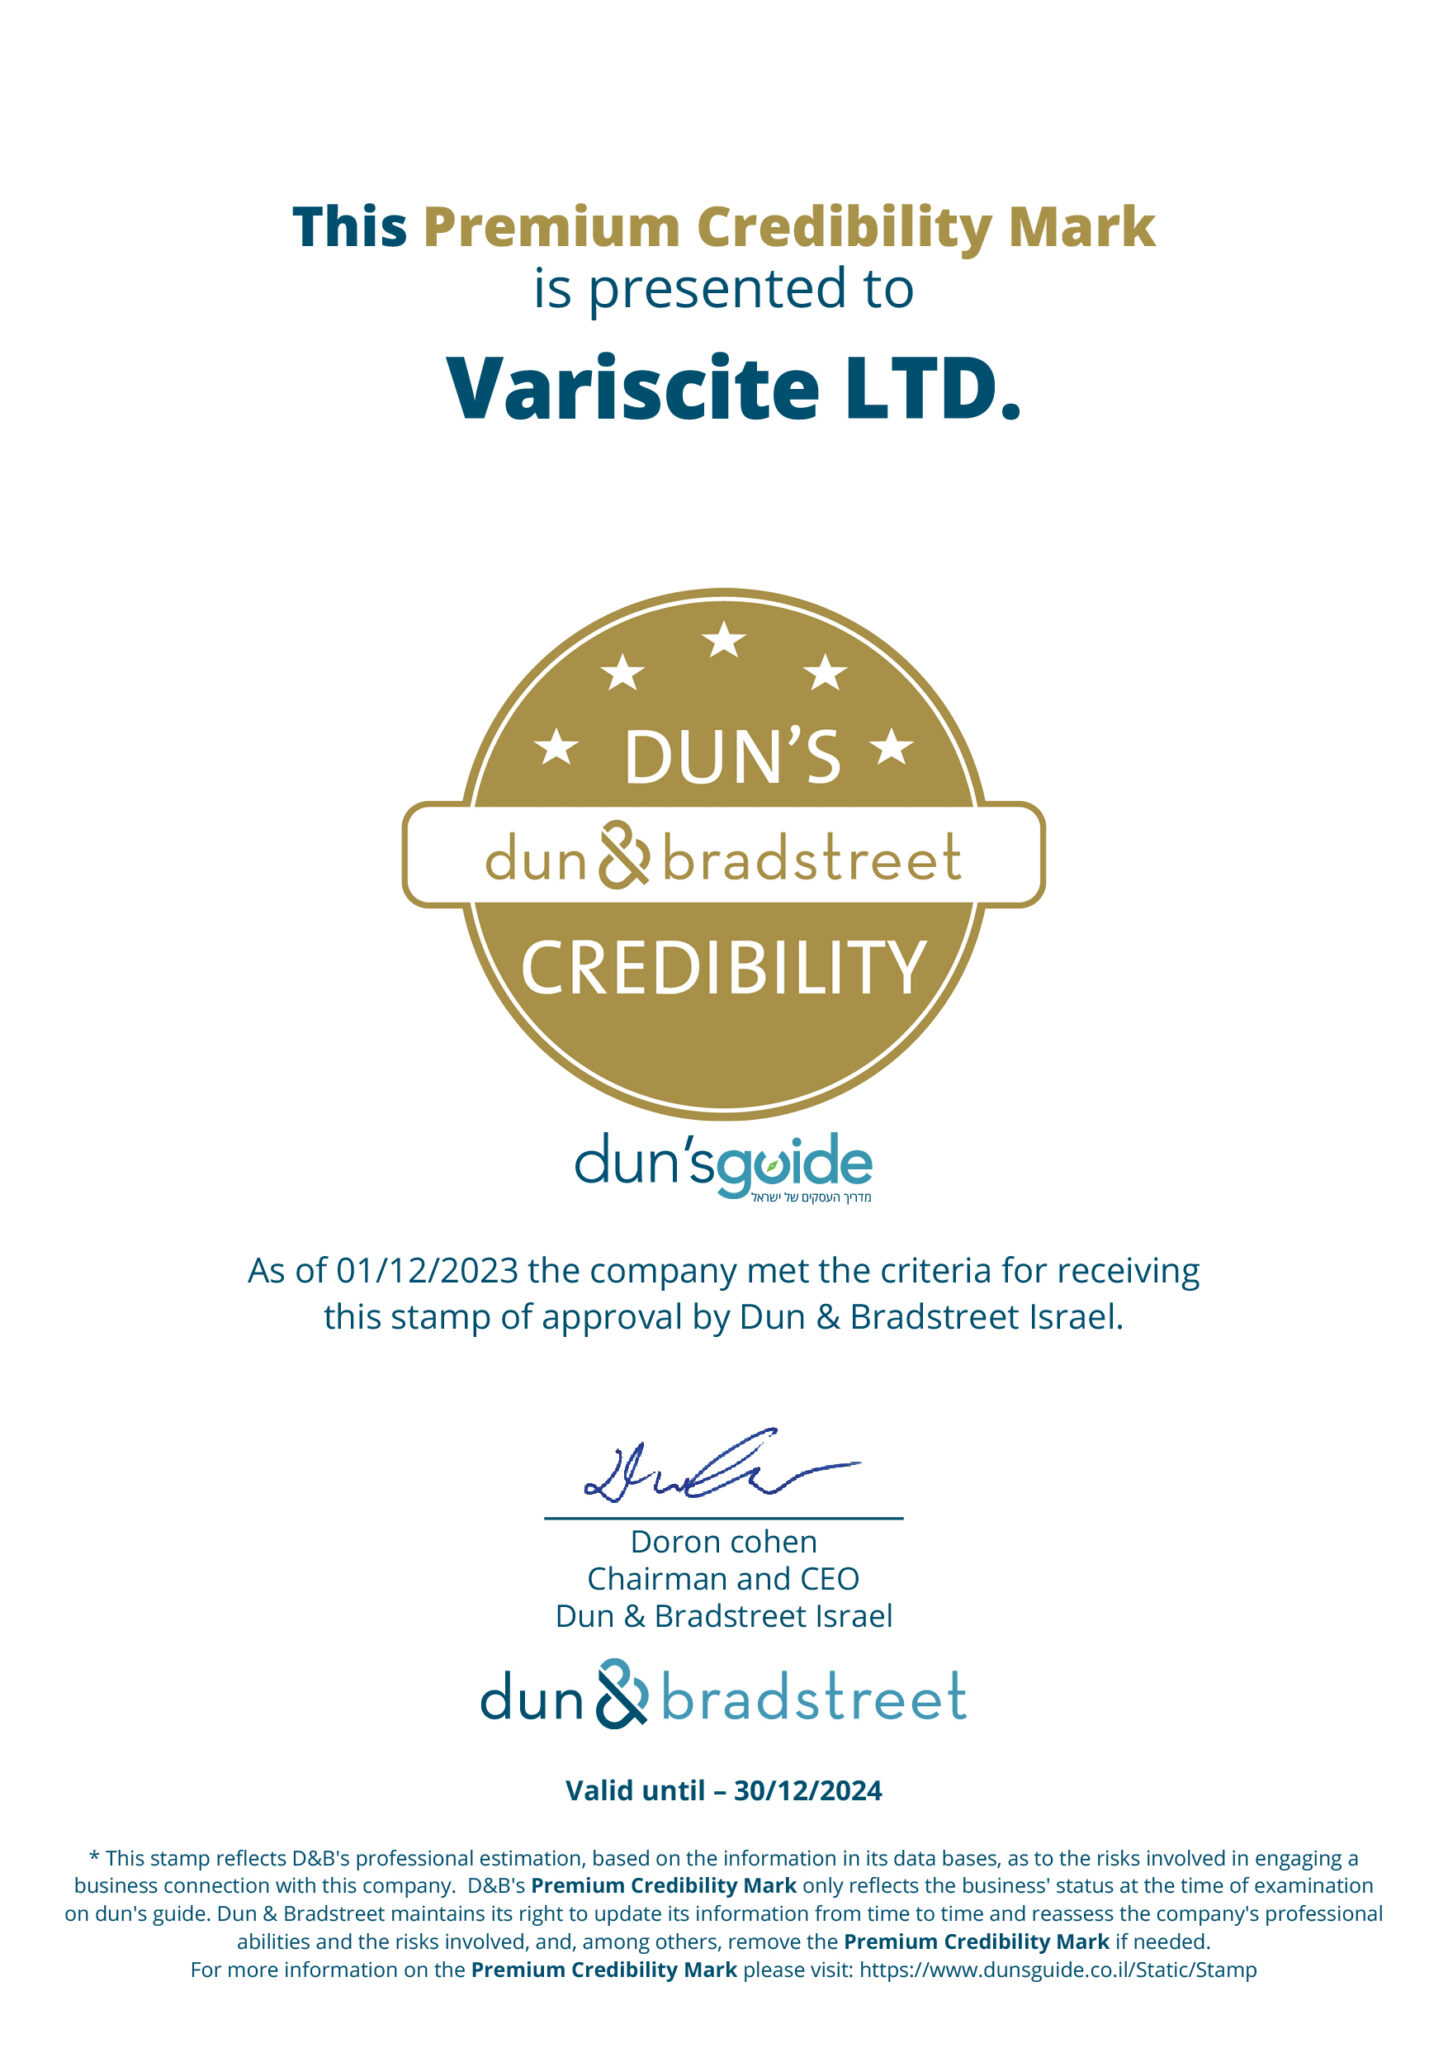 This Premium Credibility Mark
is presented to
Variscite LTD.
DUN'S
dun & bradstreet
CREDIBILITY
dun'sguide
מדריך העסקים של ישראל
As of 01/12/2023 the company met the criteria for receiving
this stamp of approval by Dun & Bradstreet Israel.
Doron cohen
Chairman and CEO
Dun & Bradstreet Israel
dun & bradstreet
Valid until – 30/12/2024
* This stamp reflects D&B's professional estimation, based on the information in its data bases, as to the risks involved in engaging a
business connection with this company.  D&B's Premium Credibility Mark only reflects the business' status at the time of examination
on dun's guide. Dun & Bradstreet maintains its right to update its information from time to time and reassess the company's professional
abilities and the risks involved, and, among others, remove the Premium Credibility Mark if needed.
For more information on the Premium Credibility Mark please visit: https://www.dunsguide.co.il/Static/Stamp